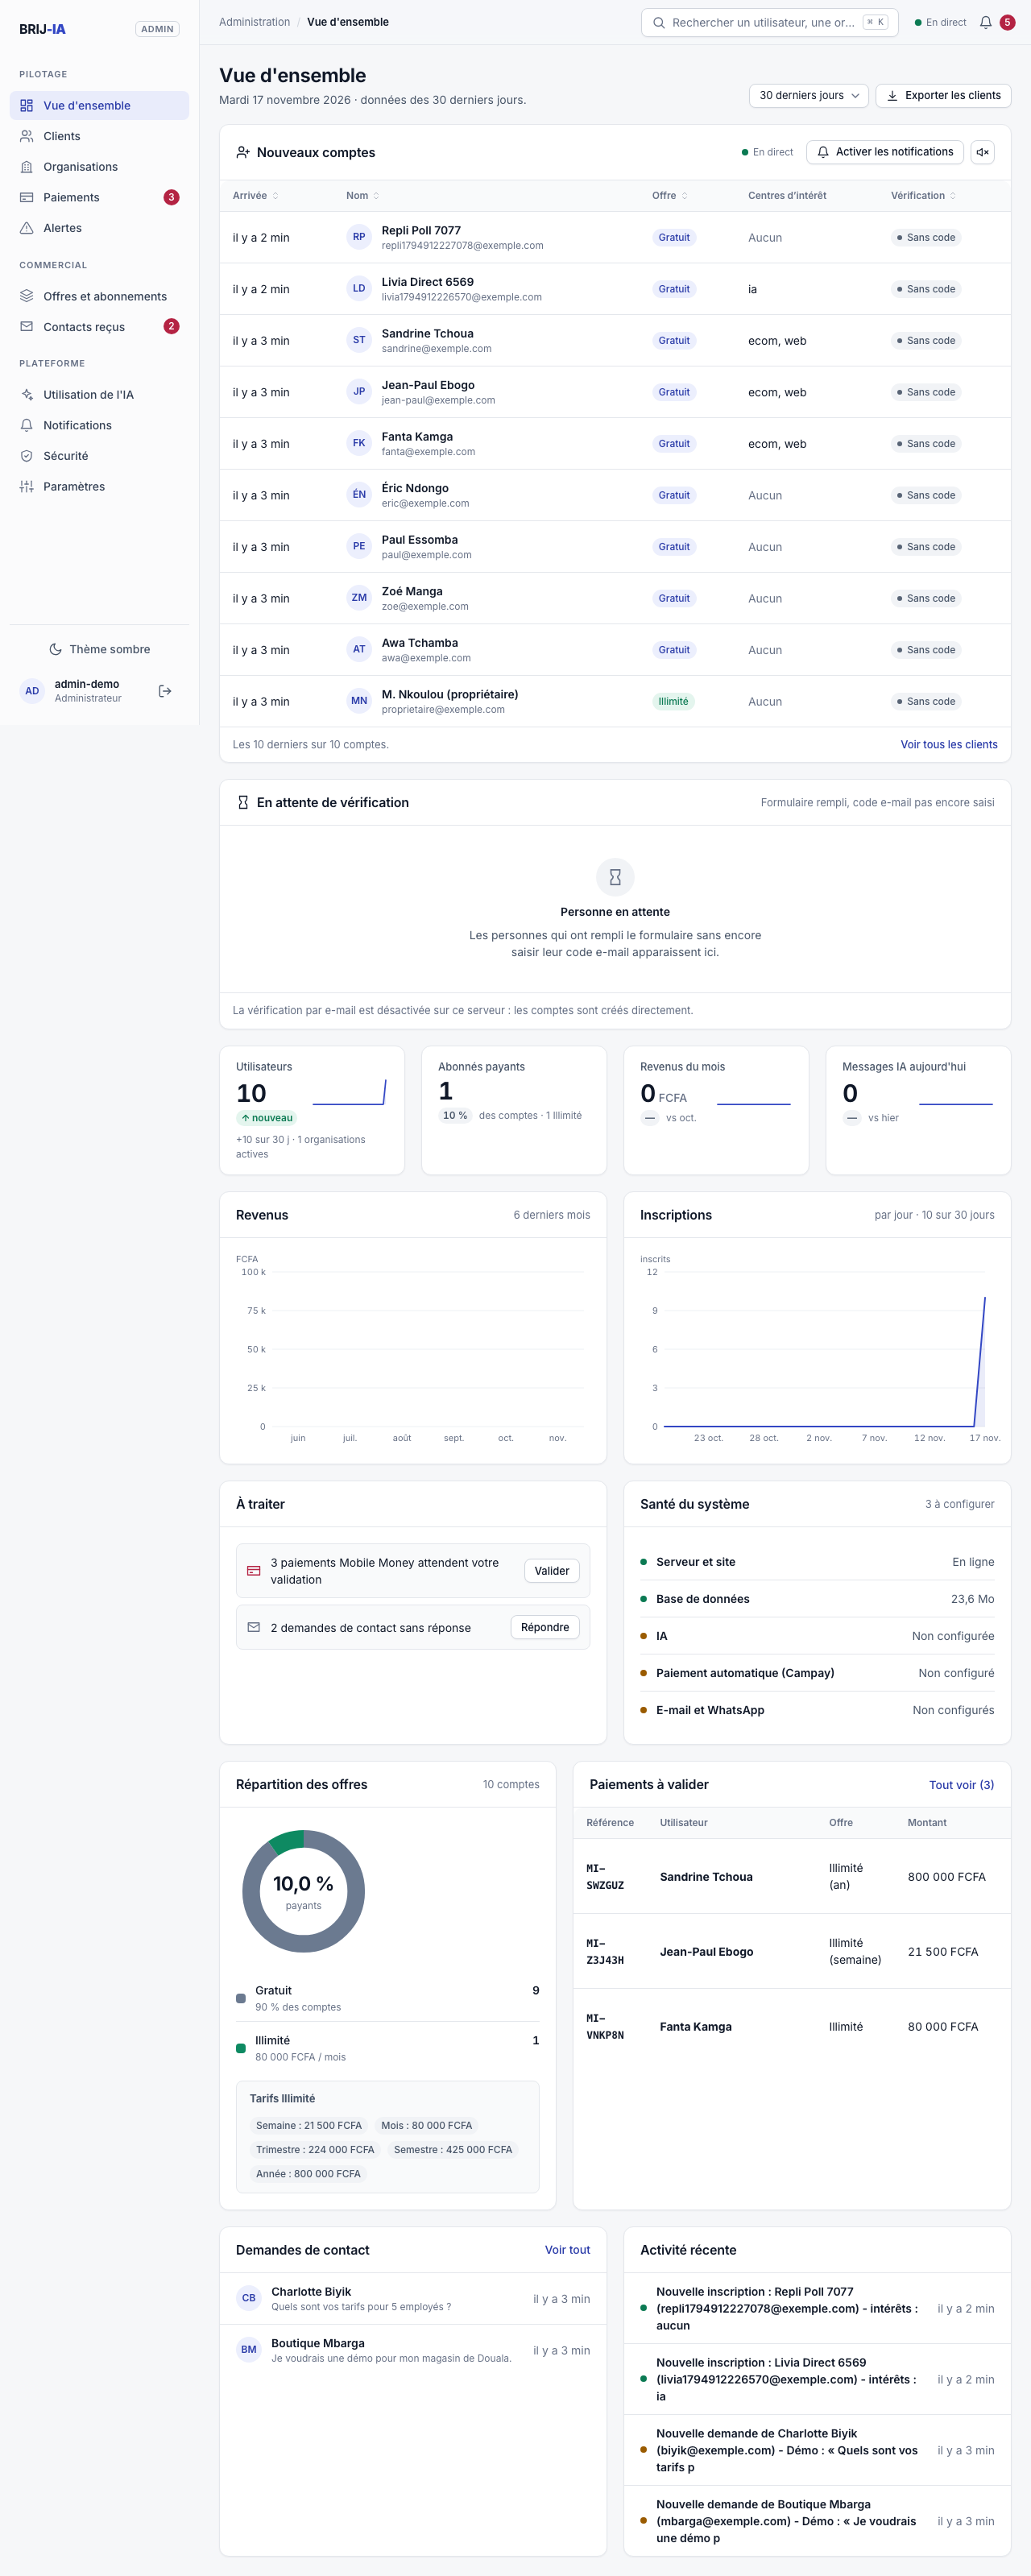 BRIJ-IA ADMIN
PILOTAGE
Vue d'ensemble
Clients
Organisations
Paiements 3
Alertes
COMMERCIAL
Offres et abonnements
Contacts reçus 2
PLATEFORME
Utilisation de l'IA
Notifications
Sécurité
Paramètres
Thème sombre
AD admin-demo
Administrateur
Administration / Vue d'ensemble
Rechercher un utilisateur, une or... ⌘ K
En direct
5
Vue d'ensemble
Mardi 17 novembre 2026 · données des 30 derniers jours.
30 derniers jours
Exporter les clients
Nouveaux comptes
En direct
Activer les notifications
Arrivée Nom Offre Centres d'intérêt Vérification
il y a 2 min RP Repli Poll 7077 Gratuit Aucun Sans code
repli1794912227078@exemple.com
il y a 2 min LD Livia Direct 6569 Gratuit ia Sans code
livia1794912226570@exemple.com
il y a 3 min ST Sandrine Tchoua Gratuit ecom, web Sans code
sandrine@exemple.com
il y a 3 min JP Jean-Paul Ebogo Gratuit ecom, web Sans code
jean-paul@exemple.com
il y a 3 min FK Fanta Kamga Gratuit ecom, web Sans code
fanta@exemple.com
il y a 3 min ÉN Éric Ndongo Gratuit Aucun Sans code
eric@exemple.com
il y a 3 min PE Paul Essomba Gratuit Aucun Sans code
paul@exemple.com
il y a 3 min ZM Zoé Manga Gratuit Aucun Sans code
zoe@exemple.com
il y a 3 min AT Awa Tchamba Gratuit Aucun Sans code
awa@exemple.com
il y a 3 min MN M. Nkoulou (propriétaire) Illimité Aucun Sans code
proprietaire@exemple.com
Les 10 derniers sur 10 comptes. Voir tous les clients
En attente de vérification Formulaire rempli, code e-mail pas encore saisi
Personne en attente
Les personnes qui ont rempli le formulaire sans encore
saisir leur code e-mail apparaissent ici.
La vérification par e-mail est désactivée sur ce serveur : les comptes sont créés directement.
Utilisateurs
10
↑ nouveau
+10 sur 30 j · 1 organisations
actives
Abonnés payants
1
10 % des comptes · 1 Illimité
Revenus du mois
0 FCFA
— vs oct.
Messages IA aujourd'hui
0
— vs hier
Revenus 6 derniers mois
FCFA
100 k
75 k
50 k
25 k
0
juin juil. août sept. oct. nov.
Inscriptions par jour · 10 sur 30 jours
inscrits
12
9
6
3
0
23 oct. 28 oct. 2 nov. 7 nov. 12 nov. 17 nov.
À traiter
3 paiements Mobile Money attendent votre
validation
Valider
2 demandes de contact sans réponse Répondre
Santé du système 3 à configurer
Serveur et site En ligne
Base de données 23,6 Mo
IA Non configurée
Paiement automatique (Campay) Non configuré
E-mail et WhatsApp Non configurés
Répartition des offres 10 comptes
10,0 %
payants
Gratuit 9
90 % des comptes
Illimité 1
80 000 FCFA / mois
Tarifs Illimité
Semaine : 21 500 FCFA Mois : 80 000 FCFA
Trimestre : 224 000 FCFA Semestre : 425 000 FCFA
Année : 800 000 FCFA
Paiements à valider Tout voir (3)
Référence Utilisateur Offre Montant
MI-
SWZGUZ Sandrine Tchoua Illimité
(an) 800 000 FCFA
MI-
Z3J43H Jean-Paul Ebogo Illimité
(semaine) 21 500 FCFA
MI-
VNKP8N Fanta Kamga Illimité 80 000 FCFA
Demandes de contact Voir tout
CB Charlotte Biyik il y a 3 min
Quels sont vos tarifs pour 5 employés ?
BM Boutique Mbarga il y a 3 min
Je voudrais une démo pour mon magasin de Douala.
Activité récente
Nouvelle inscription : Repli Poll 7077
(repli1794912227078@exemple.com) - intérêts : il y a 2 min
aucun
Nouvelle inscription : Livia Direct 6569
(livia1794912226570@exemple.com) - intérêts : il y a 2 min
ia
Nouvelle demande de Charlotte Biyik
(biyik@exemple.com) - Démo : « Quels sont vos il y a 3 min
tarifs p
Nouvelle demande de Boutique Mbarga
(mbarga@exemple.com) - Démo : « Je voudrais il y a 3 min
une démo p